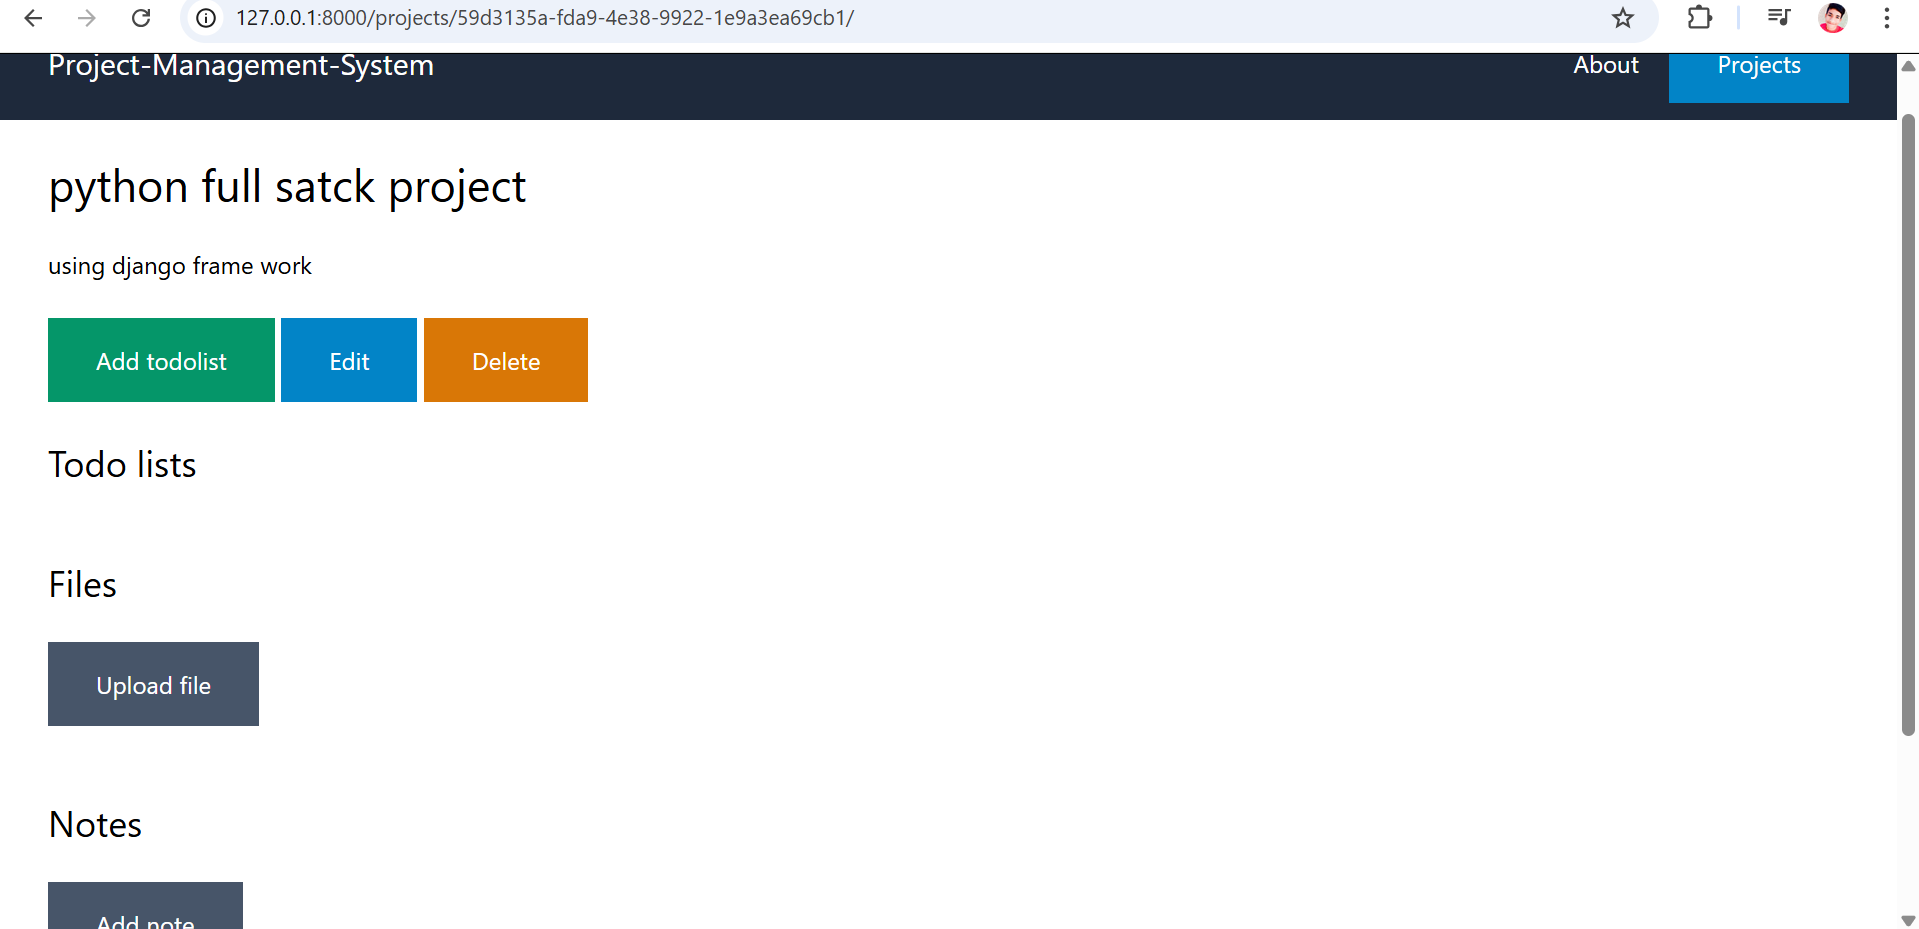 127.0.0.1:8000/projects/59d3135a-fda9-4e38-9922-1e9a3ea69cb1/
Project-Management-System About Projects
python full satck project
using django frame work
Add todolist Edit Delete
Todo lists
Files
Upload file
Notes
Add note